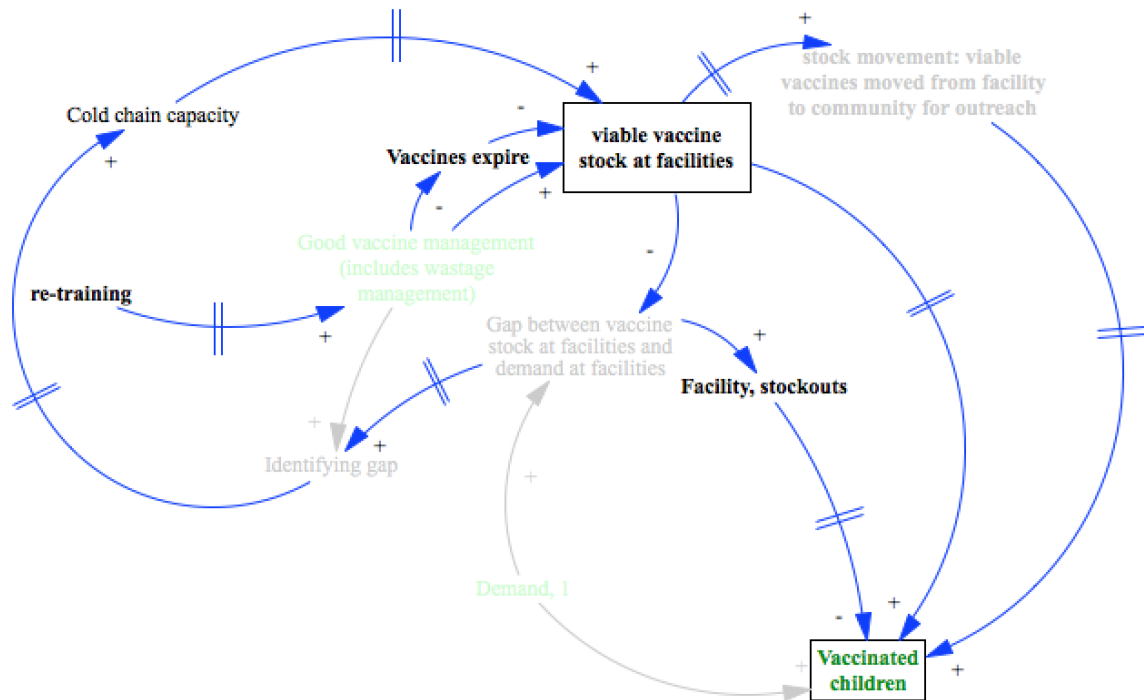 +
stock movement: viable
vaccines moved from facility
to community for outreach
+
-
Cold chain capacity
viable vaccine
stock at facilities
+
Vaccines expire
+
-
Good vaccine management
(includes wastage
management)
-
re-training
+
Gap between vaccine
stock at facilities and
demand at facilities
+
Facility, stockouts
+
+
Identifying gap
+
Demand, 1
+
-
+
Vaccinated
children
+